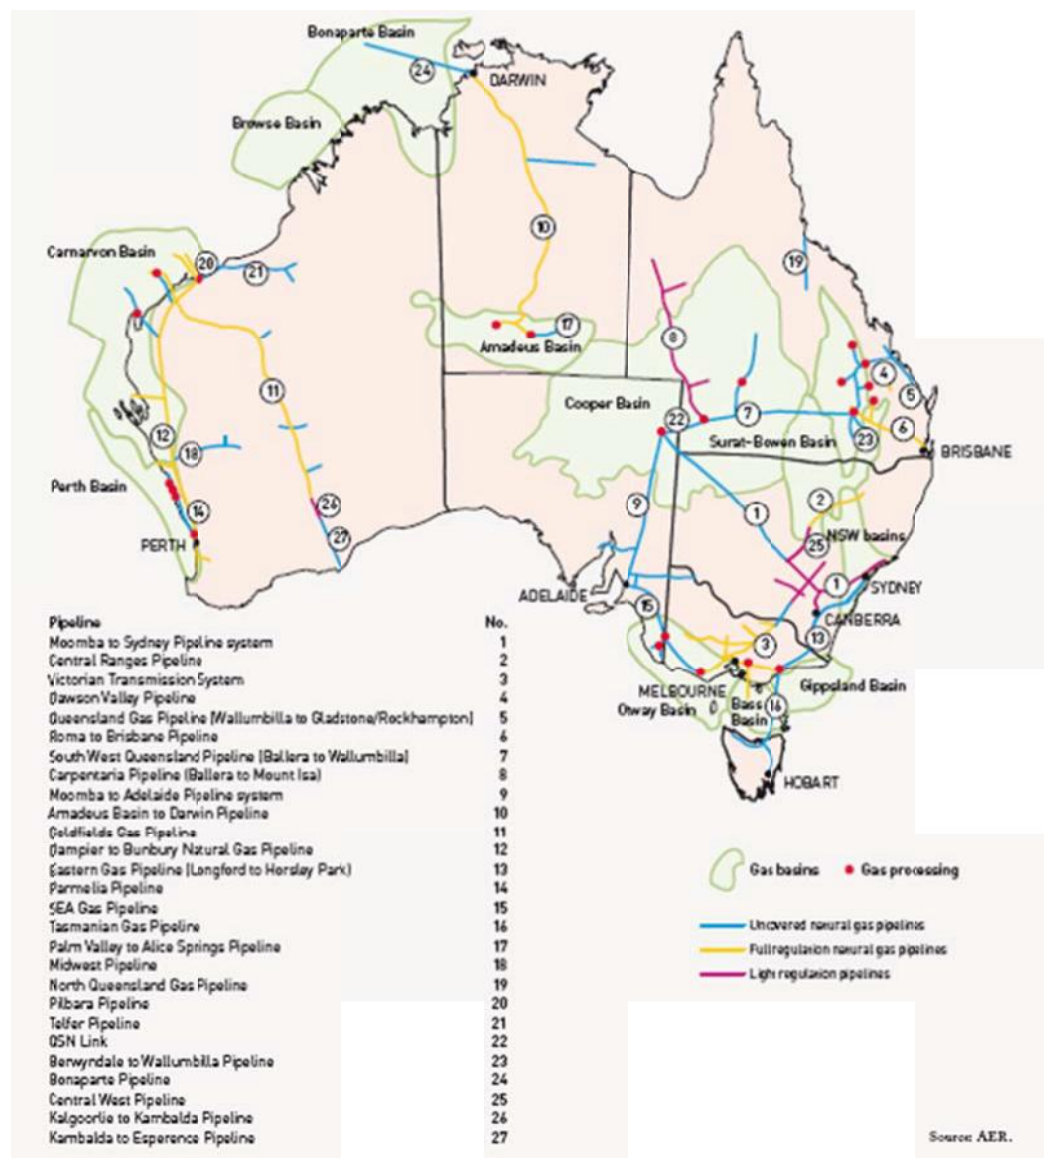 Bonaparte Basin
24
DARWIN
Browse Basin
10
Carnarvon Basin
20
21
19
17
Amadeus Basin
8
11
4
5
Cooper Basin
22
7
12
6
Surat-Bowen Basin
23
18
BRISBANE
Perth Basin
26
9
2
1
14
27
25
NSW basins
PERTH
1
SYDNEY
ADELAIDE
15
CANBERRA
13
3
MELBOURNE
Gippsland Basin
Otway Basin
Bass
Basin
16
HOBART
Pipeline No.
Moomba to Sydney Pipeline system 1
Central Ranges Pipeline 2
Victorian Transmission System 3
Dawson Valley Pipeline 4
Queensland Gas Pipeline (Wallumbilla to Gladstone/Rockhampton) 5
Roma to Brisbane Pipeline 6
South West Queensland Pipeline (Ballera to Wallumbilla) 7
Carpentaria Pipeline (Ballera to Mount Isa) 8
Moomba to Adelaide Pipeline system 9
Amadeus Basin to Darwin Pipeline 10
Goldfields Gas Pipeline 11
Dampier to Bunbury Natural Gas Pipeline 12
Eastern Gas Pipeline (Longford to Horsley Park) 13
Parmelia Pipeline 14
SEA Gas Pipeline 15
Tasmanian Gas Pipeline 16
Palm Valley to Alice Springs Pipeline 17
Midwest Pipeline 18
North Queensland Gas Pipeline 19
Pilbara Pipeline 20
Telfer Pipeline 21
QSN Link 22
Berwyndale to Wallumbilla Pipeline 23
Bonaparte Pipeline 24
Central West Pipeline 25
Kalgoorlie to Kambalda Pipeline 26
Kambalda to Esperence Pipeline 27
Gas basins
Gas processing
Uncovered natural gas pipelines
Full regulation natural gas pipelines
Light regulation pipelines
Source: AER.